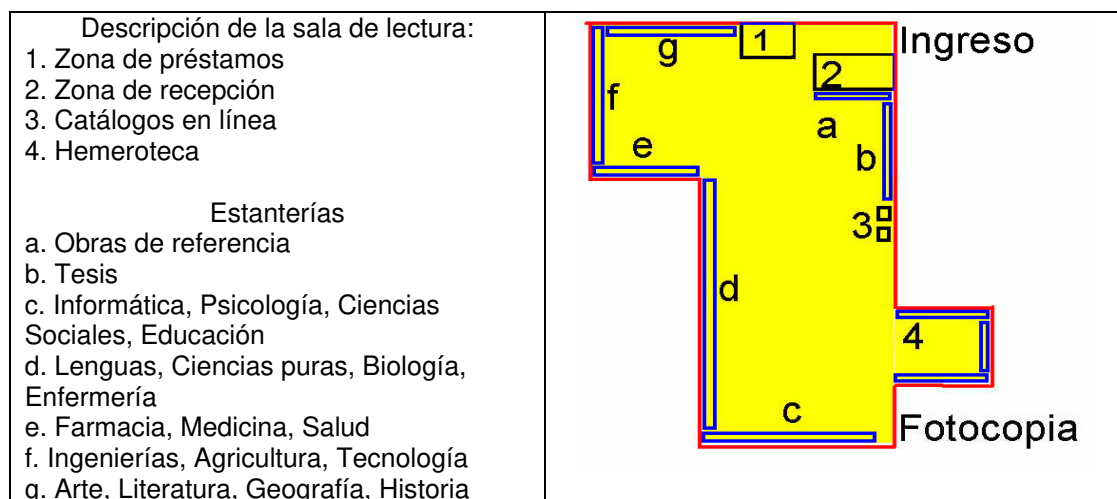 Descripción de la sala de lectura:
1. Zona de préstamos
2. Zona de recepción
3. Catálogos en línea
4. Hemeroteca
Estanterías
a. Obras de referencia
b. Tesis
c. Informática, Psicología, Ciencias
Sociales, Educación
d. Lenguas, Ciencias puras, Biología,
Enfermería
e. Farmacia, Medicina, Salud
f. Ingenierías, Agricultura, Tecnología
g. Arte, Literatura, Geografía, Historia
g
1
Ingreso
2
f
a
e
b
3
d
4
c
Fotocopia